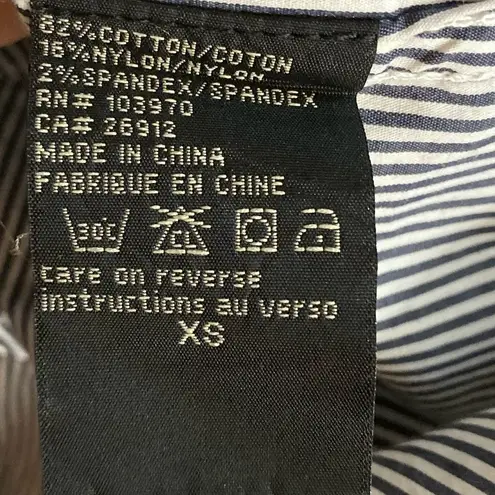 82%COTTON/COTON
16%NYLON/NYLON
2%SPANDEX/SPANDEX
RN# 103970
CA# 26912
MADE IN CHINA
FABRIQUE EN CHINE
30C
care on reverse
instructions au verso
XS